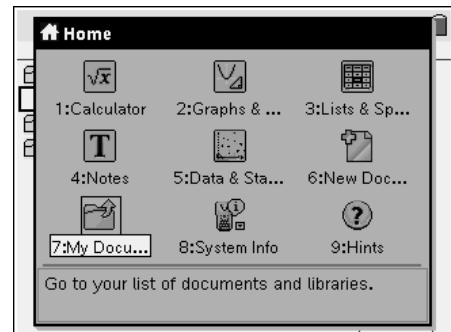 Home
1:Calculator 2:Graphs & ... 3:Lists & Sp...
4:Notes 5:Data & Sta... 6:New Doc...
7:My Docu... 8:System Info 9:Hints
Go to your list of documents and libraries.